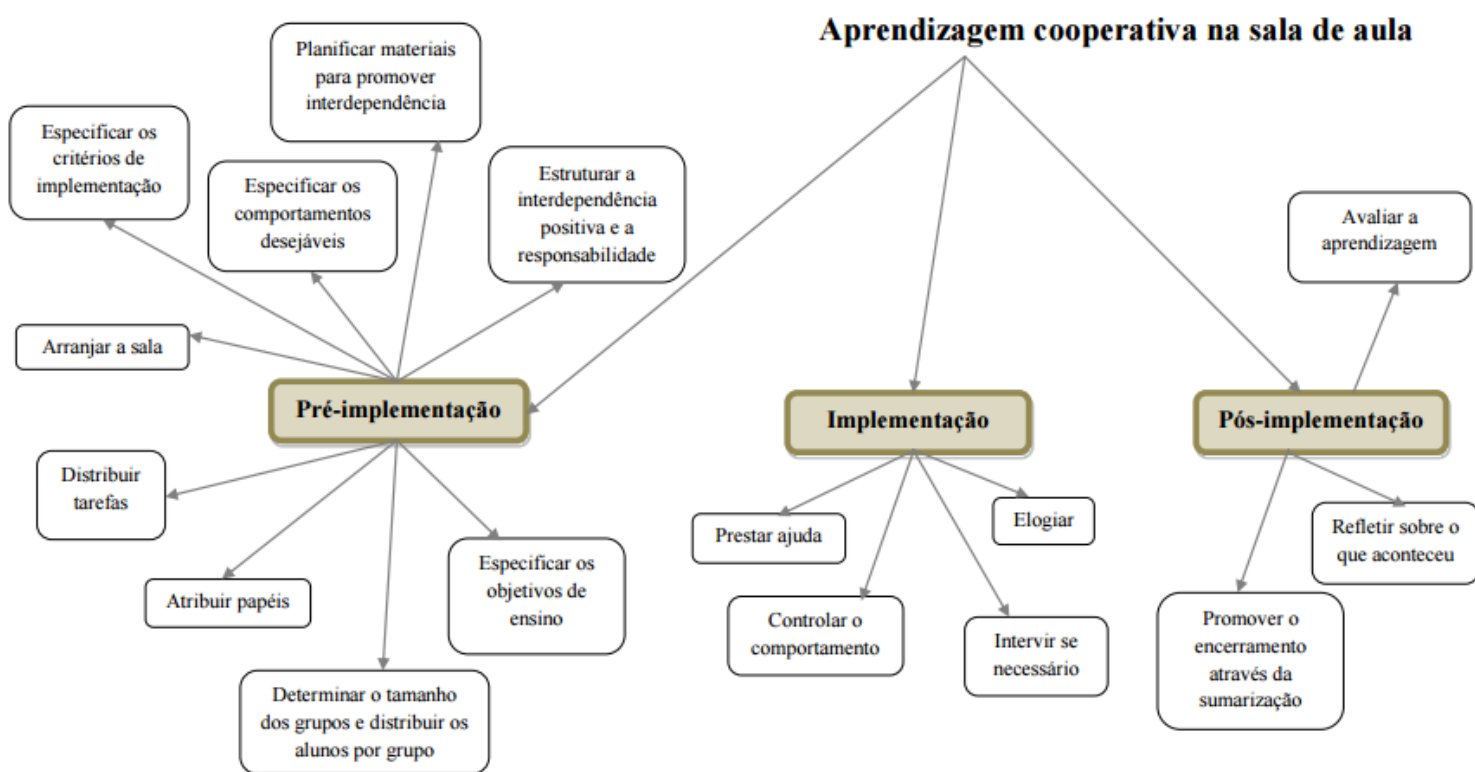 Aprendizagem cooperativa na sala de aula
Planificar materiais
para promover
interdependência
Especificar os
critérios de
implementação
Especificar os
comportamentos
desejáveis
Estruturar a
interdependência
positiva e a
responsabilidade
Avaliar a
aprendizagem
Arranjar a sala
Pré-implementação
Implementação
Pós-implementação
Distribuir
tarefas
Atribuir papéis
Especificar os
objetivos de
ensino
Determinar o tamanho
dos grupos e distribuir os
alunos por grupo
Prestar ajuda
Elogiar
Controlar o
comportamento
Intervir se
necessário
Refletir sobre o
que aconteceu
Promover o
encerramento
através da
sumarização